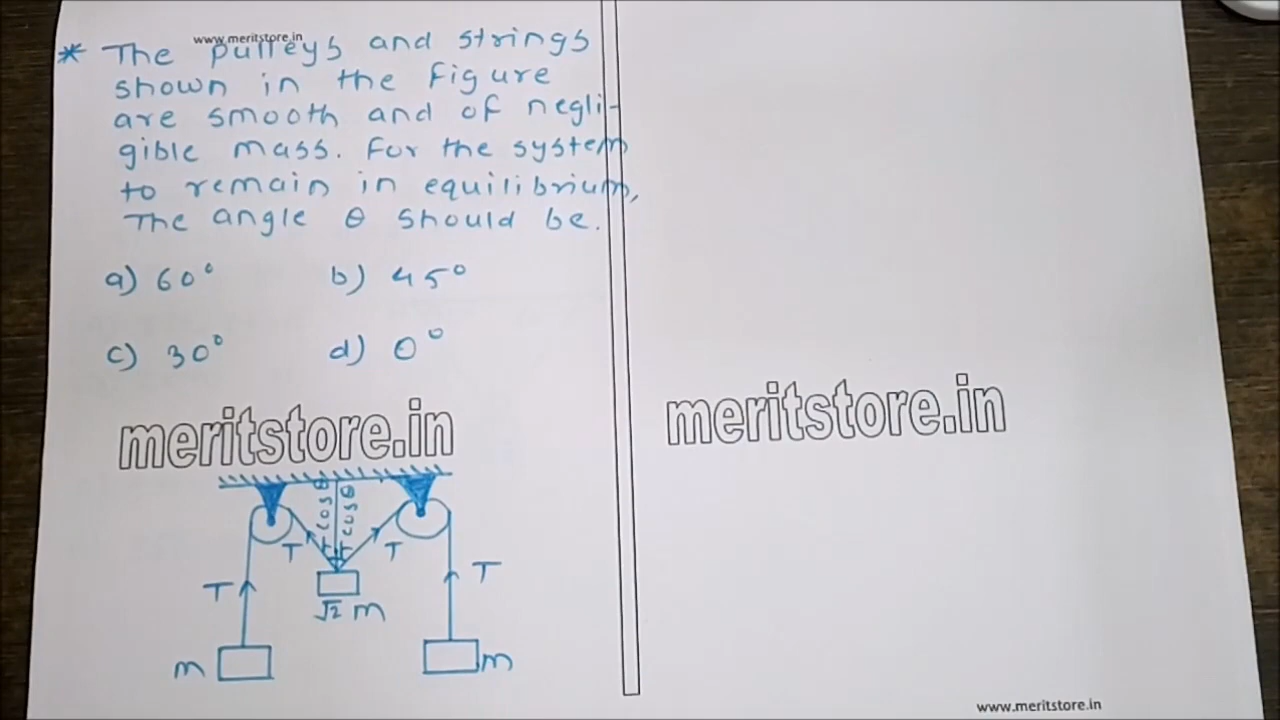 www.meritstore.in
* The pulleys and strings
shown in the figure
are smooth and of negli-
gible mass. For the system
to remain in equilibrium,
The angle θ should be.
a) 60° b) 45°
c) 30° d) 0°
meritstore.in
meritstore.in
T cosθ
T cosθ
T T
T T
√2 m
m m
www.meritstore.in